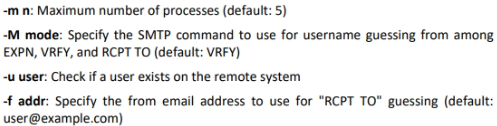 -m n: Maximum number of processes (default: 5)
-M mode: Specify the SMTP command to use for username guessing from among
EXPN, VRFY, and RCPT TO (default: VRFY)
-u user: Check if a user exists on the remote system
-f addr: Specify the from email address to use for "RCPT TO" guessing (default:
user@example.com)